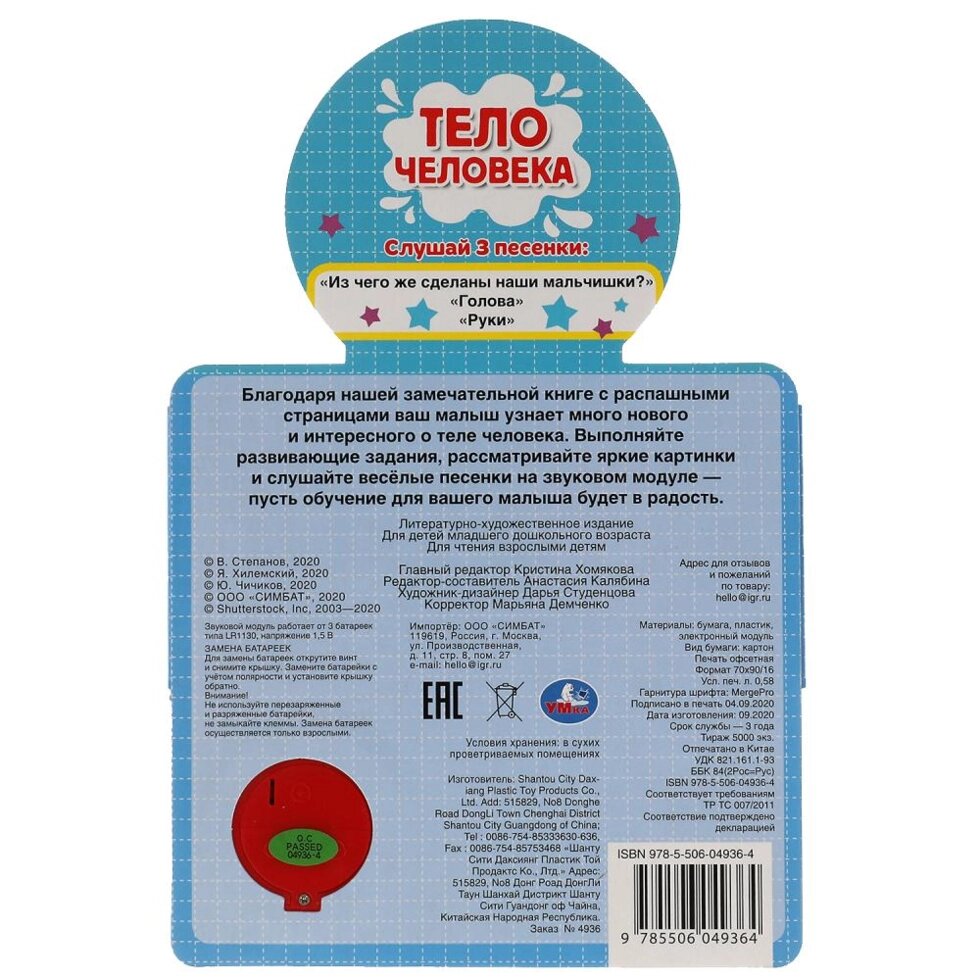 ТЕЛО
ЧЕЛОВЕКА
Слушай 3 песенки:
«Из чего же сделаны наши мальчишки?»
«Голова»
«Руки»
Благодаря нашей замечательной книге с распашными
страницами ваш малыш узнает много нового
и интересного о теле человека. Выполняйте
развивающие задания, рассматривайте яркие картинки
и слушайте весёлые песенки на звуковом модуле —
пусть обучение для вашего малыша будет в радость.
Литературно-художественное издание
Для детей младшего дошкольного возраста
Для чтения взрослыми детям
© В. Степанов, 2020
© Я. Хилемский, 2020
© Ю. Чичиков, 2020
© ООО «СИМБАТ», 2020
© Shutterstock, Inc, 2003—2020
Главный редактор Кристина Хомякова
Редактор-составитель Анастасия Калябина
Художник-дизайнер Дарья Студенцова
Корректор Марьяна Демченко
Адрес для отзывов
и пожеланий
по товару:
hello@igr.ru
Звуковой модуль работает от 3 батареек
типа LR1130, напряжение 1,5 В
ЗАМЕНА БАТАРЕЕК
Для замены батареек открутите винт
и снимите крышку. Замените батарейки с
учётом полярности и установите крышку
обратно.
Внимание!
Не используйте перезаряженные
и разряженные батарейки,
не замыкайте клеммы. Замена батареек
осуществляется только взрослыми.
Импортёр: ООО «СИМБАТ»
119619, Россия, г. Москва,
ул. Производственная,
д. 11, стр. 8, пом. 27
e-mail: hello@igr.ru
EAC
УМка
Условия хранения: в сухих
проветриваемых помещениях
Изготовитель: Shantou City Dax-
iang Plastic Toy Products Co.,
Ltd. Add: 515829, No8 Donghe
Road DongLi Town Chenghai District
Shantou City Guangdong of China;
Tel : 0086-754-85333630-636,
Fax : 0086-754-85753468 «Шанту
Сити Даксиянг Пластик Той
Продактс Ко., Лтд.» Адрес:
515829, No8 Донг Роад ДонгЛи
Таун Шанхай Дистрикт Шанту
Сити Гуандонг оф Чайна,
Китайская Народная Республика.
Заказ № 4936
Материалы: бумага, пластик,
электронный модуль
Вид бумаги: картон
Печать офсетная
Формат 70х90/16
Усл. печ. л. 0,58
Гарнитура шрифта: MergePro
Подписано в печать 04.09.2020
Дата изготовления: 09.2020
Срок службы — 3 года
Тираж 5000 экз.
Отпечатано в Китае
УДК 821.161.1-93
ББК 84(2Рос=Рус)
ISBN 978-5-506-04936-4
Соответствует требованиям
ТР ТС 007/2011
Соответствие подтверждено
декларацией
Q.C
PASSED
04936-4
ISBN 978-5-506-04936-4
9 785506 049364